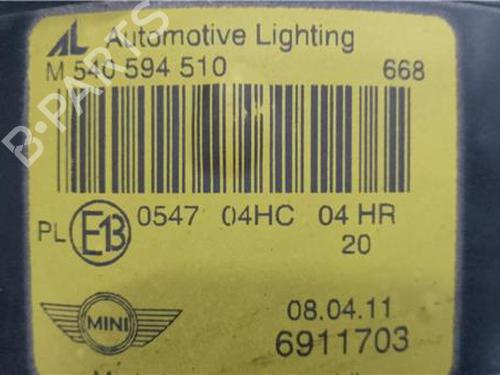 AL Automotive Lighting
M 540 594 510 668
B-PARTS
PL E13 0547 04HC 04 HR
20
MINI
08.04.11
6911703